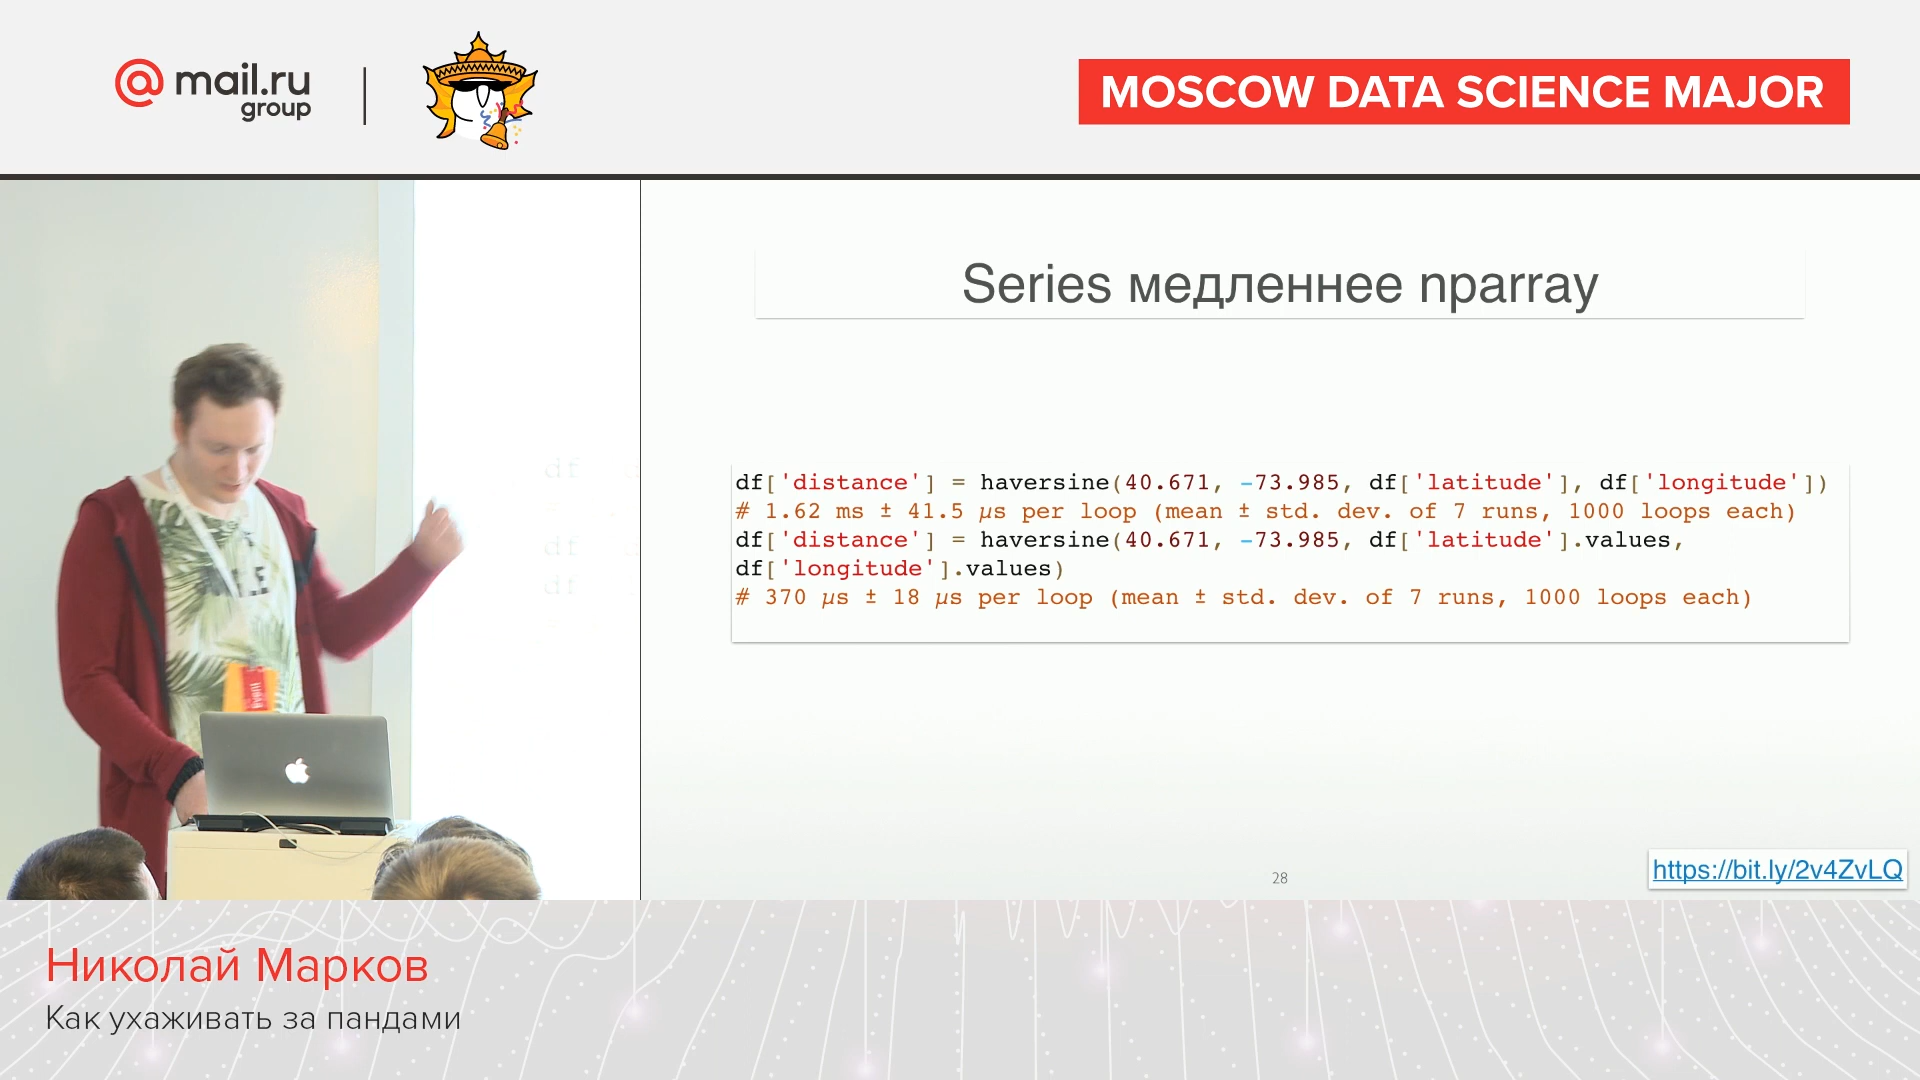 @mail.ru
group
MOSCOW DATA SCIENCE MAJOR
Series медленнее nparray
df['distance'] = haversine(40.671, -73.985, df['latitude'], df['longitude'])
# 1.62 ms ± 41.5 µs per loop (mean ± std. dev. of 7 runs, 1000 loops each)
df['distance'] = haversine(40.671, -73.985, df['latitude'].values,
df['longitude'].values)
# 370 µs ± 18 µs per loop (mean ± std. dev. of 7 runs, 1000 loops each)
28
https://bit.ly/2v4ZvLQ
Николай Марков
Как ухаживать за пандами